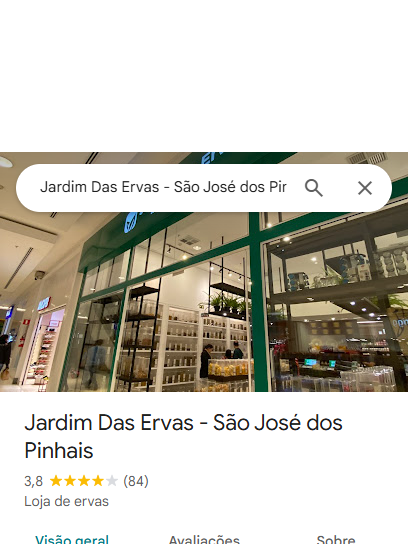 Jardim Das Ervas - São José dos Pir
Jardim Das Ervas - São José dos
Pinhais
3,8 (84)
Loja de ervas
Visão geral Avaliações Sobre